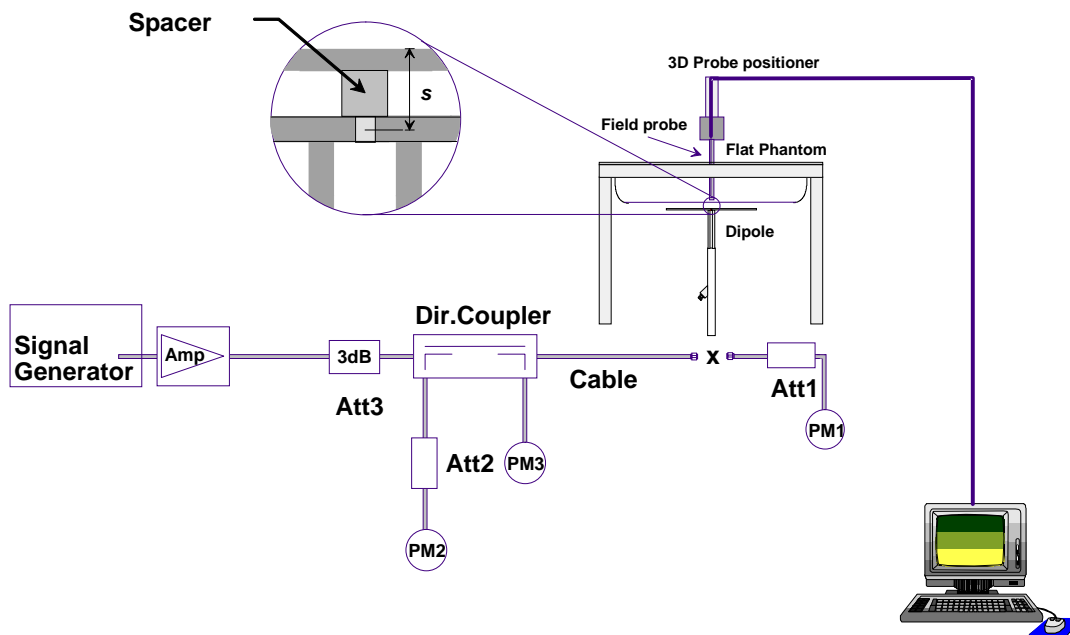 Spacer
s
3D Probe positioner
Field probe
Flat Phantom
Dipole
Signal
Generator
Amp
3dB
Att3
Dir.Coupler
Cable
x
Att1
PM1
Att2
PM3
PM2